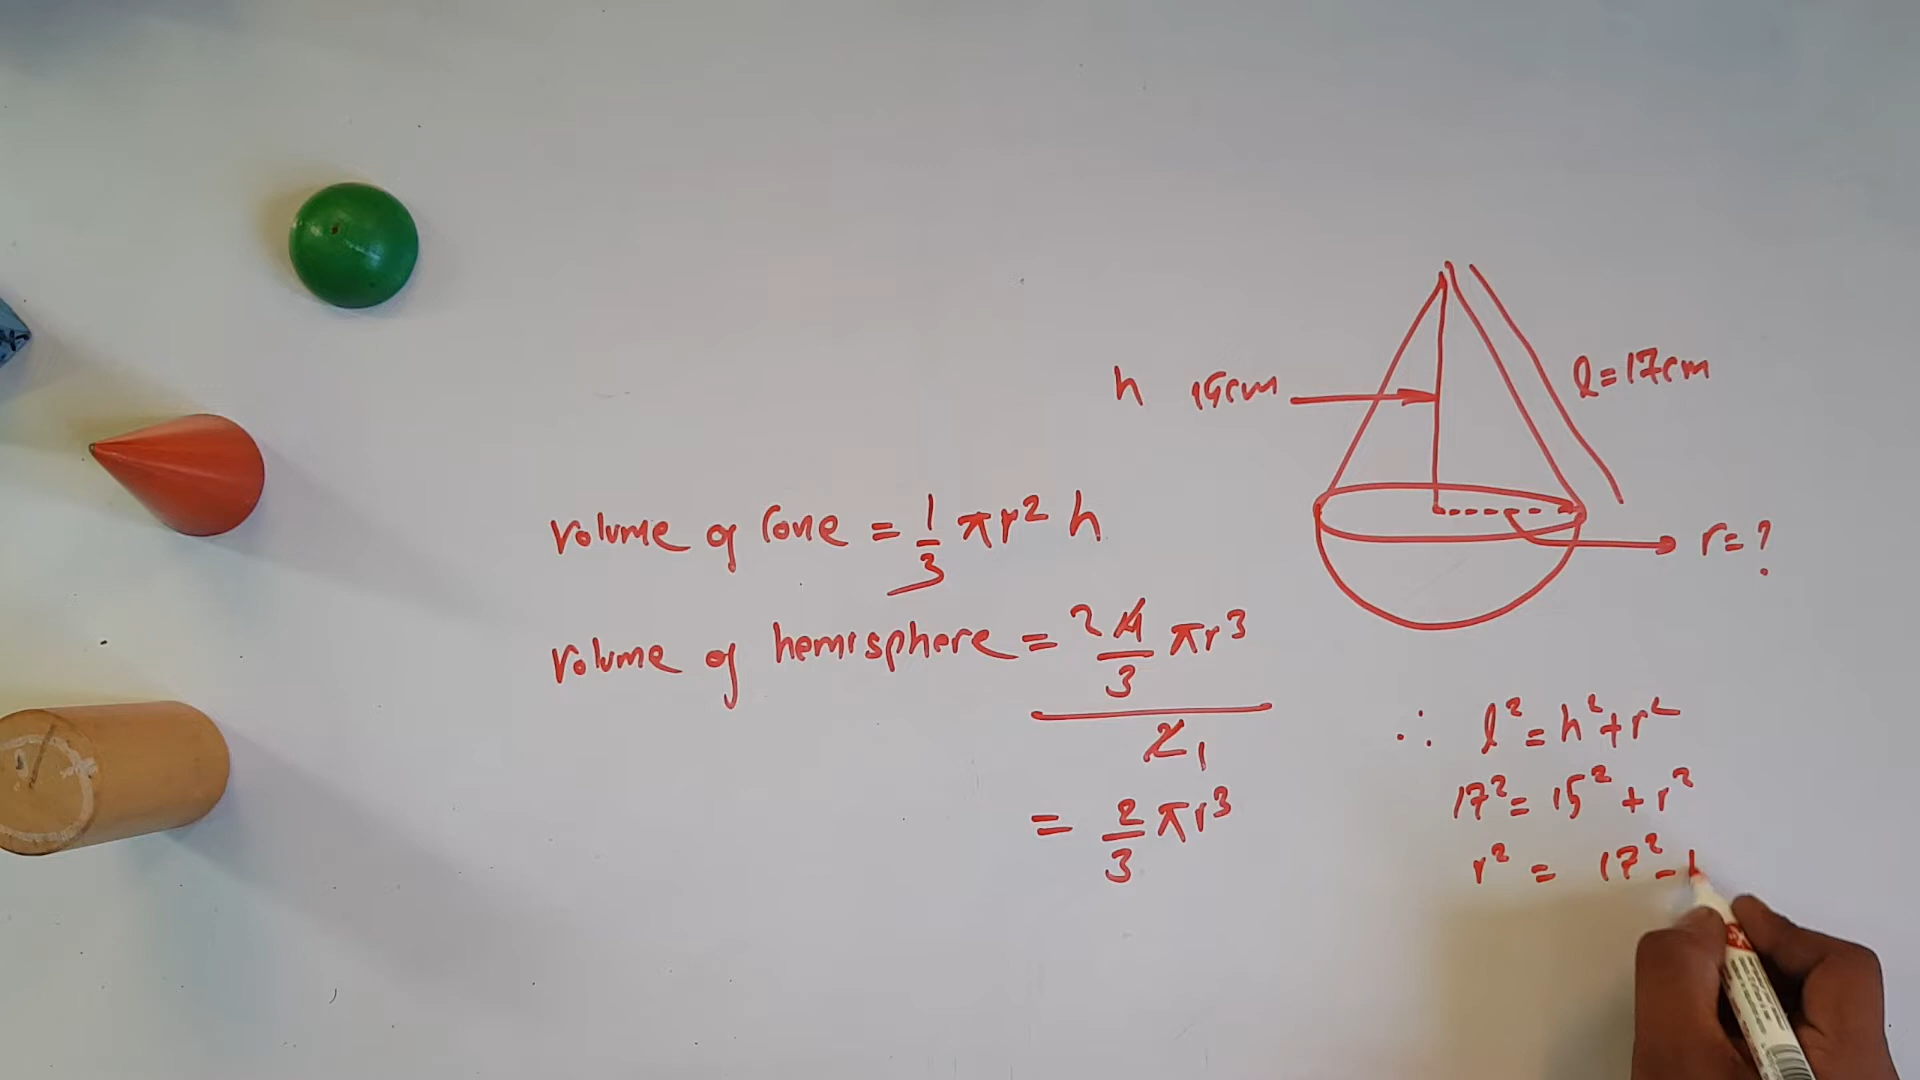 h 15cm
l=17cm
volume of Cone = 1/3 πr² h
r=?
volume of hemisphere = 2 4/3 πr³
2 1
= 2/3 πr³
∴ l² = h²+r²
17² = 15² + r²
r² = 17² - 1